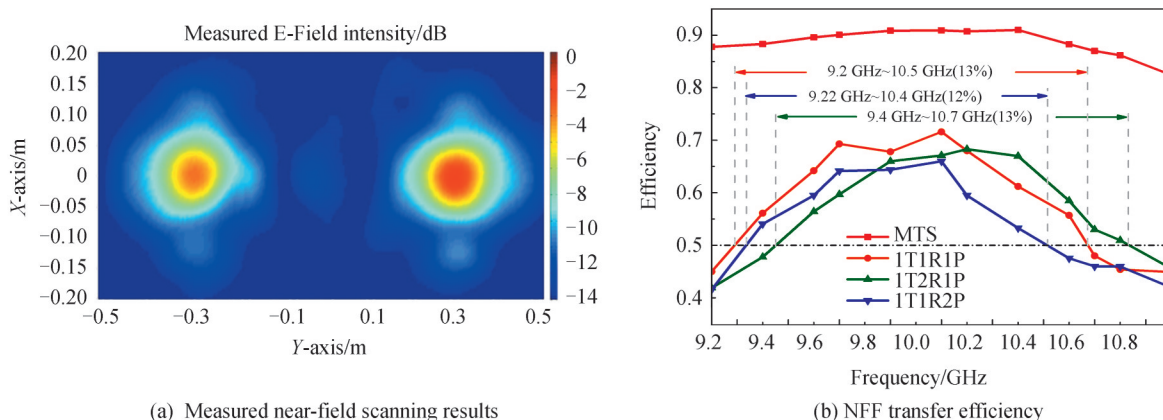 Measured E-Field intensity/dB
0.20
0.15
0.10
0.05
0
−0.05
−0.10
−0.15
−0.20
X-axis/m
−0.5
−0.3
−0.1
0.1
0.3
0.5
Y-axis/m
0
−2
−4
−6
−8
−10
−12
−14
(a) Measured near-field scanning results
0.9
0.8
0.7
0.6
0.5
0.4
Efficiency
9.2 GHz~10.5 GHz(13%)
9.22 GHz~10.4 GHz(12%)
9.4 GHz~10.7 GHz(13%)
MTS
1T1R1P
1T2R1P
1T1R2P
9.2
9.4
9.6
9.8
10.0
10.2
10.4
10.6
10.8
Frequency/GHz
(b) NFF transfer efficiency